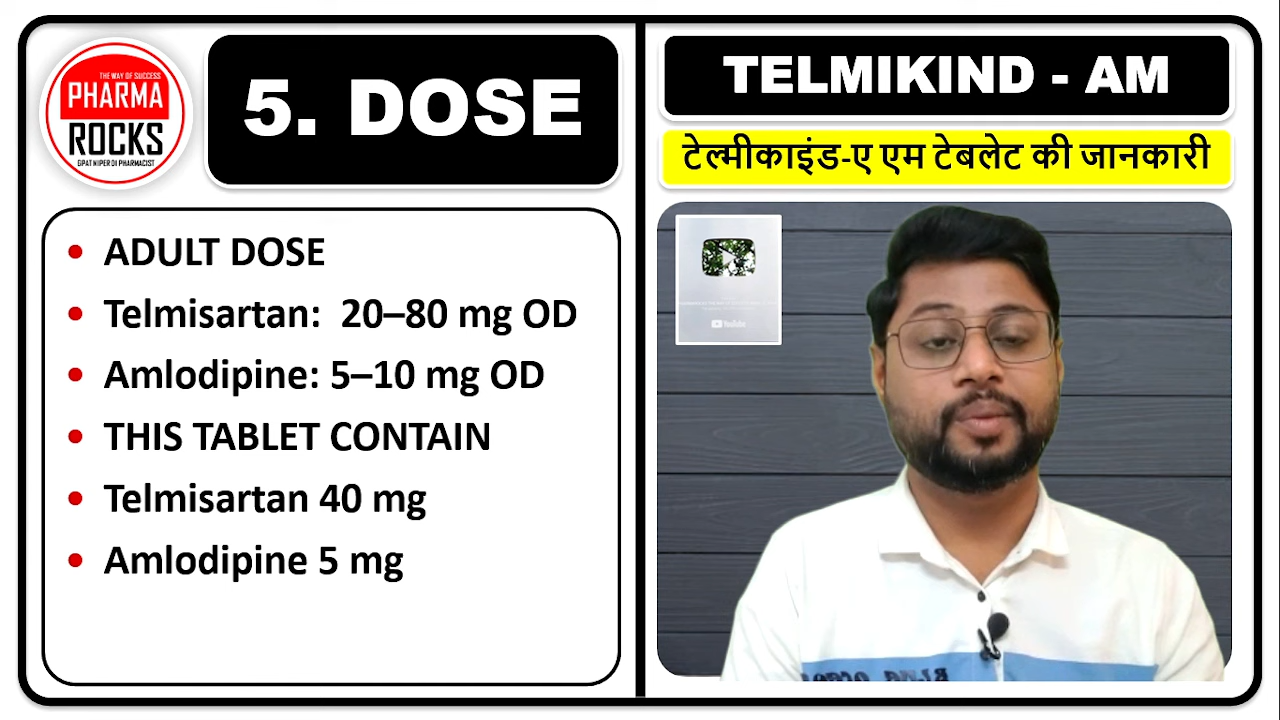 THE WAY OF SUCCESS
PHARMA
ROCKS
GPAT NIPER DI PHARMACIST
5. DOSE
• ADULT DOSE
• Telmisartan: 20–80 mg OD
• Amlodipine: 5–10 mg OD
• THIS TABLET CONTAIN
• Telmisartan 40 mg
• Amlodipine 5 mg
TELMIKIND - AM
टेल्मीकाइंड-ए एम टेबलेट की जानकारी
YouTube